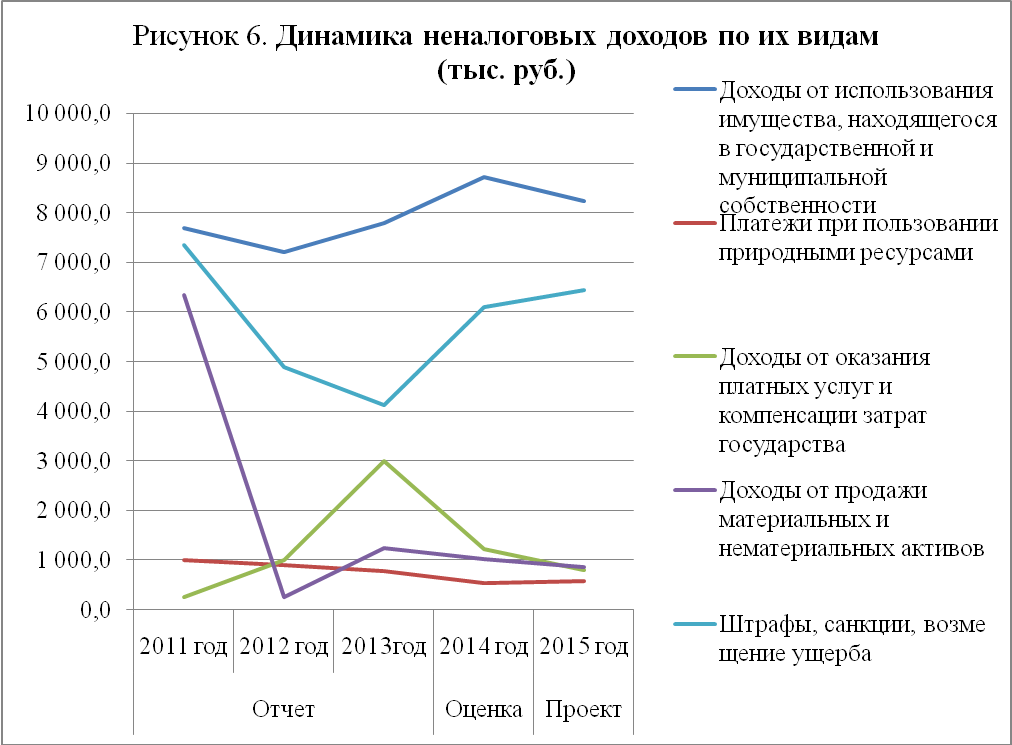 Рисунок 6. Динамика неналоговых доходов по их видам
(тыс. руб.)
10 000,0
9 000,0
8 000,0
7 000,0
6 000,0
5 000,0
4 000,0
3 000,0
2 000,0
1 000,0
0,0
2011 год 2012 год 2013год 2014 год 2015 год
Отчет Оценка Проект
Доходы от использования
имущества, находящегося
в государственной и
муниципальной
собственности
Платежи при пользовании
природными ресурсами
Доходы от оказания
платных услуг и
компенсации затрат
государства
Доходы от продажи
материальных и
нематериальных активов
Штрафы, санкции, возме
щение ущерба